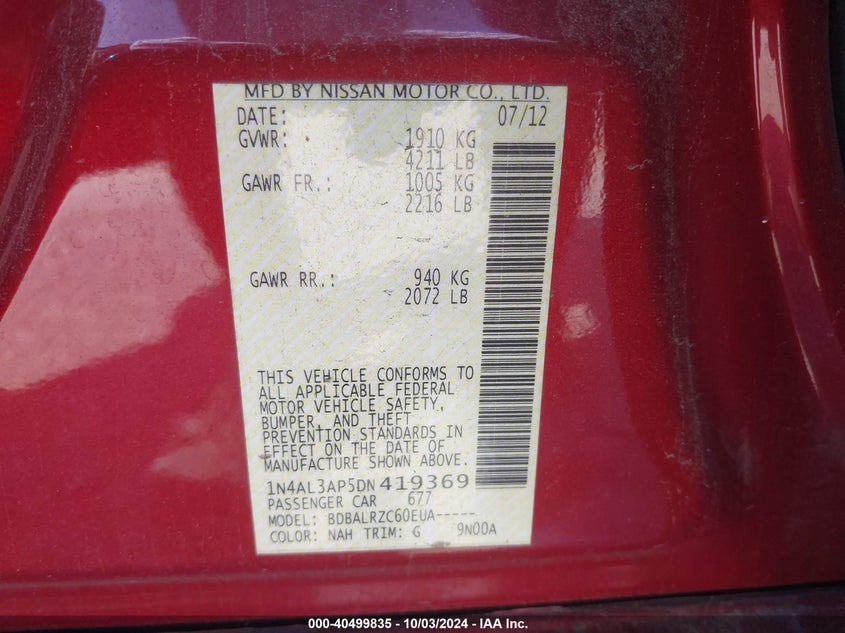 MFD BY NISSAN MOTOR CO., LTD.
DATE: 07/12
GVWR: 1910 KG
4211 LB
GAWR FR.: 1005 KG
2216 LB
GAWR RR.: 940 KG
2072 LB
THIS VEHICLE CONFORMS TO
ALL APPLICABLE FEDERAL
MOTOR VEHICLE SAFETY,
BUMPER, AND THEFT
PREVENTION STANDARDS IN
EFFECT ON THE DATE OF
MANUFACTURE SHOWN ABOVE.
1N4AL3AP5DN 419369
PASSENGER CAR 677
MODEL: BDBALRZC60EUA-----
COLOR: NAH TRIM: G 9N00A
000-40499835 - 10/03/2024 - IAA Inc.